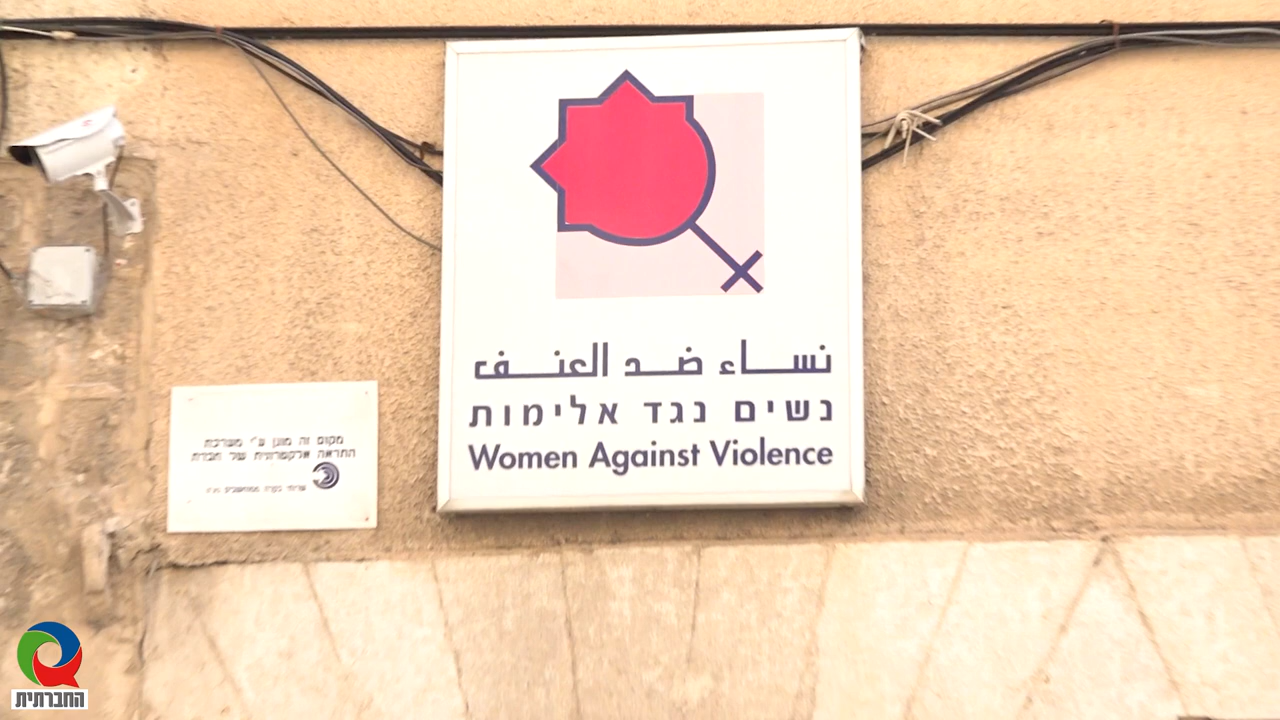 نساء ضد العنف
נשים נגד אלימות
Women Against Violence
מקום זה מוגן ע״י מערכת
התראה אלקטרונית של חברת
החברתית